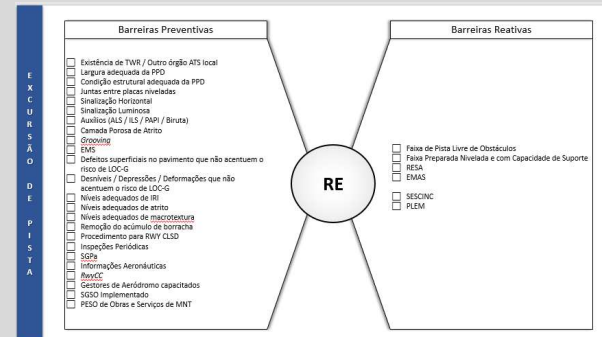 EXCURSÃO DE PISTA
Barreiras Preventivas
Existência de TWR / Outro órgão ATS local
Largura adequada da PPD
Condição estrutural adequada da PPD
Juntas entre placas niveladas
Sinalização Horizontal
Sinalização Luminosa
Auxílios (ALS / ILS / PAPI / Biruta)
Camada Porosa de Atrito
Grooving
EMS
Defeitos superficiais no pavimento que não acentuem o
risco de LOC-G
Desníveis / Depressões / Deformações que não
acentuem o risco de LOC-G
Níveis adequados de IRI
Níveis adequados de atrito
Níveis adequados de macrotextura
Remoção do acúmulo de borracha
Procedimento para RWY CLSD
Inspeções Periódicas
SGPa
Informações Aeronáuticas
RwyCC
Gestores de Aeródromo capacitados
SGSO Implementado
PESO de Obras e Serviços de MNT
RE
Barreiras Reativas
Faixa de Pista Livre de Obstáculos
Faixa Preparada Nivelada e com Capacidade de Suporte
RESA
EMAS
SESCINC
PLEM